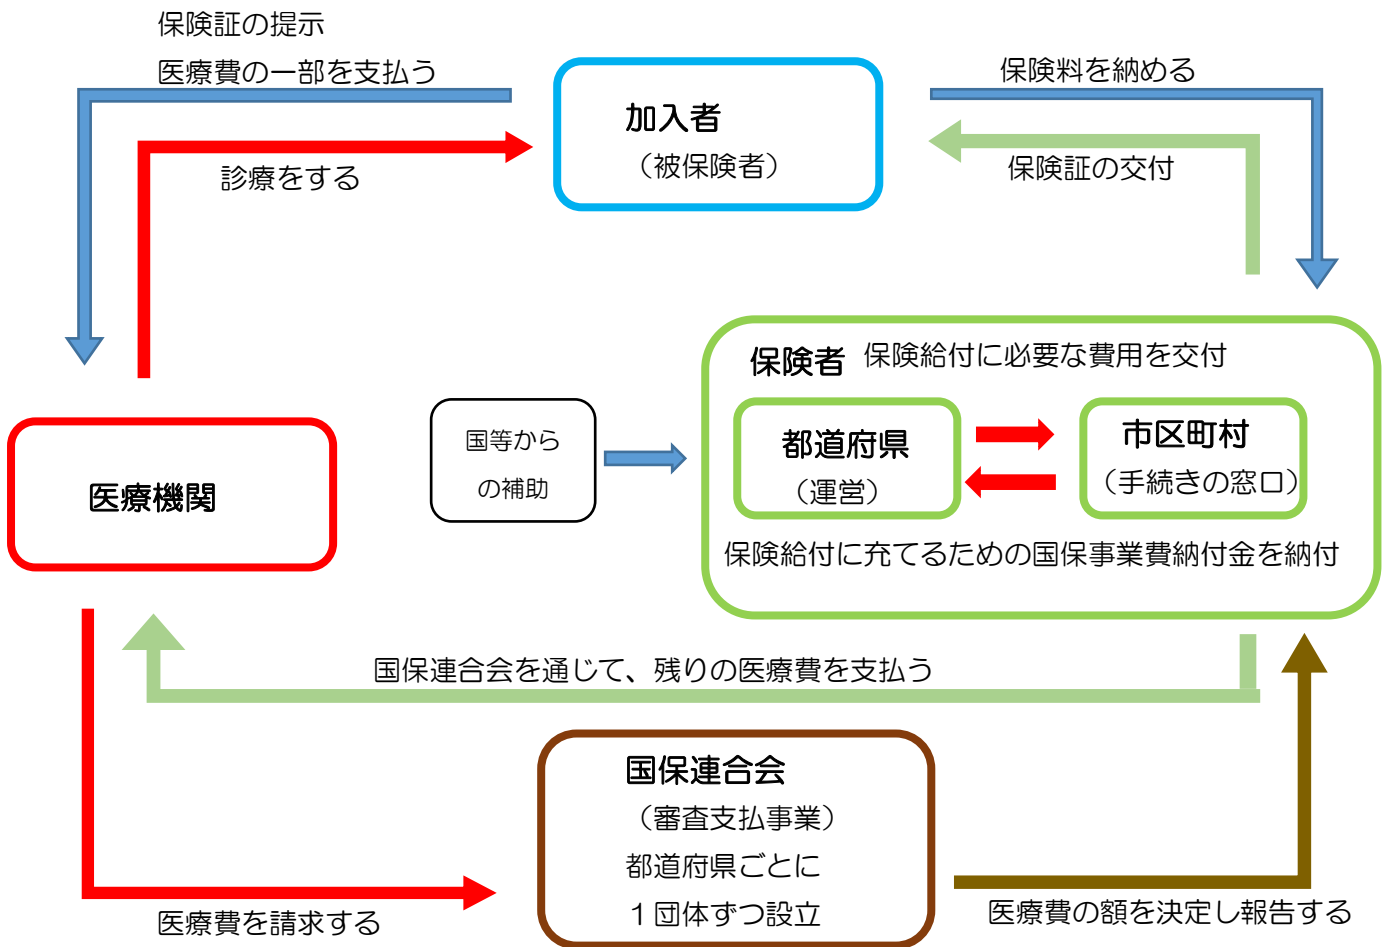 保険証の提示
医療費の一部を支払う
保険料を納める
加入者
（被保険者）
診療をする
保険証の交付
保険者 保険給付に必要な費用を交付
国等から
の補助
都道府県
（運営）
市区町村
（手続きの窓口）
医療機関
保険給付に充てるための国保事業費納付金を納付
国保連合会を通じて、残りの医療費を支払う
国保連合会
（審査支払事業）
都道府県ごとに
１団体ずつ設立
医療費を請求する
医療費の額を決定し報告する